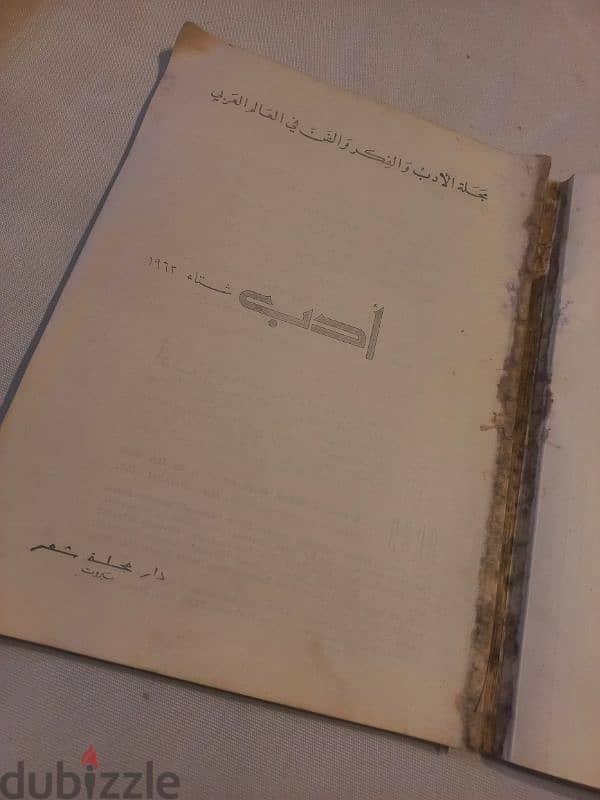 مجلة الأدب والفكر والفن في العالم العربي
أدب شتاء ١٩٦٢
دار مجلة شعر
بيروت
dubizzle